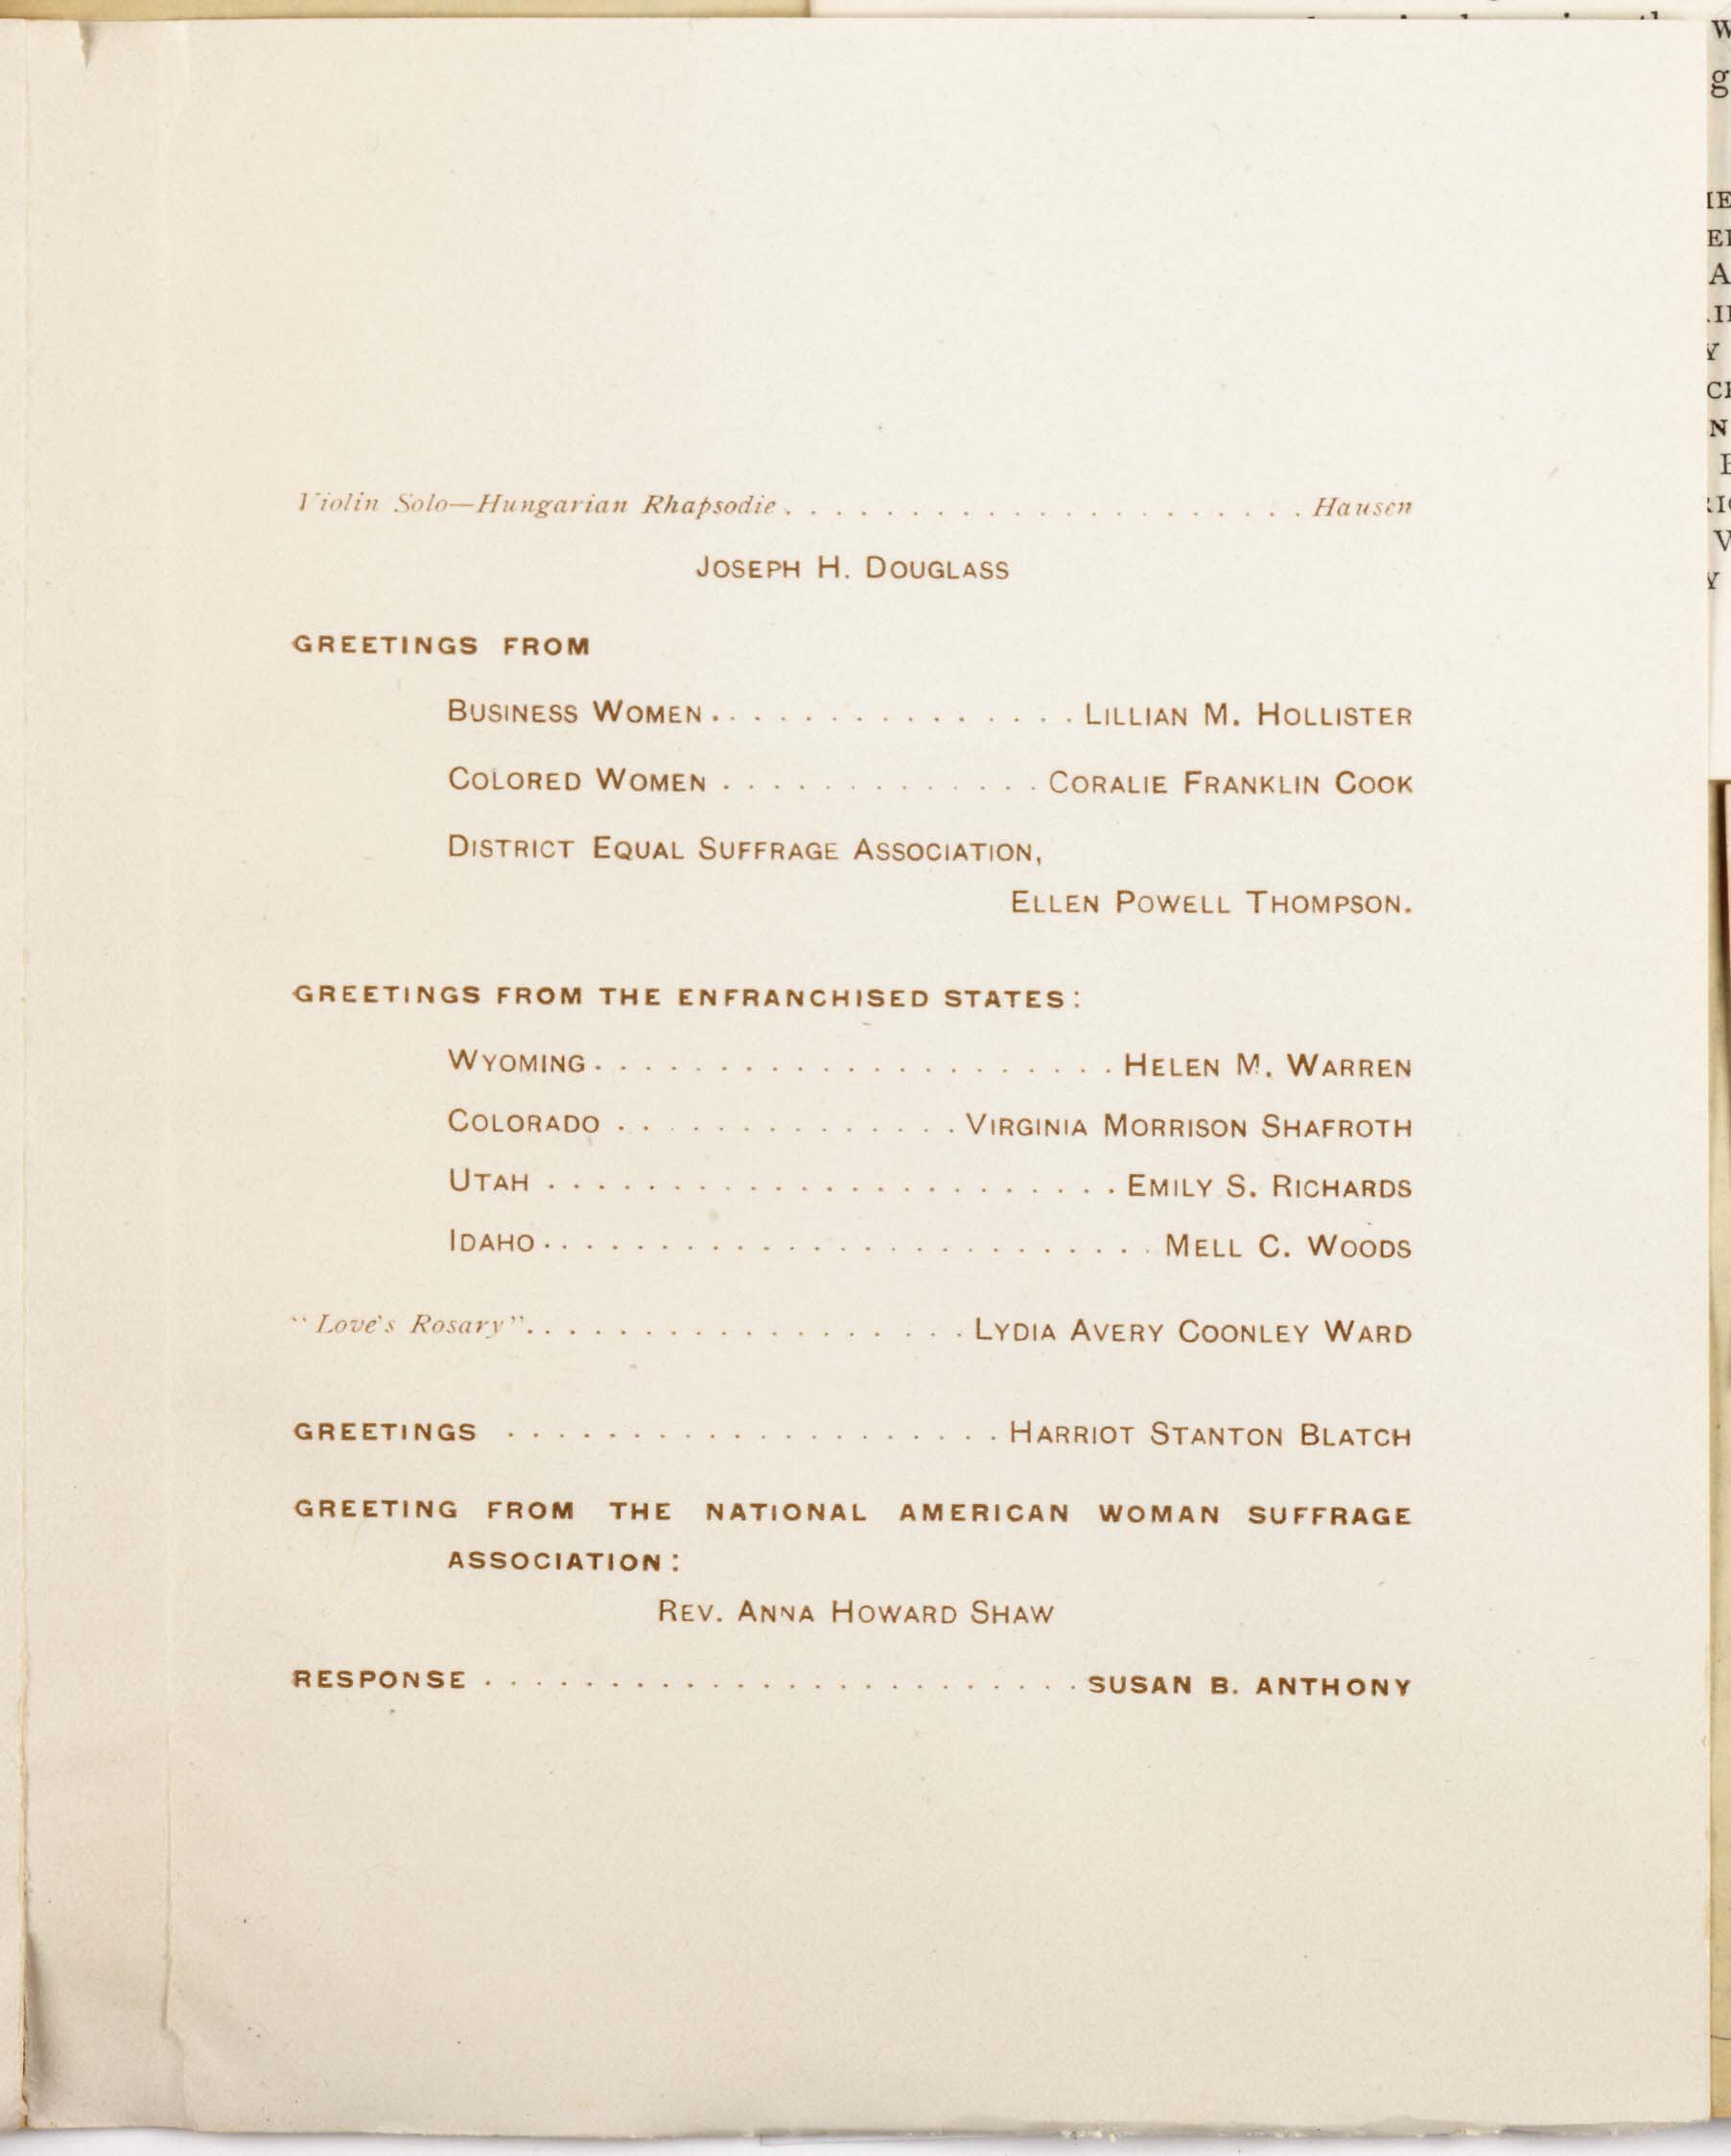 Violin Solo—Hungarian Rhapsodie. . . . . . . . . . . . . . . . . . . . . Hausen
JOSEPH H. DOUGLASS
GREETINGS FROM
BUSINESS WOMEN. . . . . . . . . . . . . . . LILLIAN M. HOLLISTER
COLORED WOMEN . . . . . . . . . . . . . CORALIE FRANKLIN COOK
DISTRICT EQUAL SUFFRAGE ASSOCIATION,
ELLEN POWELL THOMPSON.
GREETINGS FROM THE ENFRANCHISED STATES:
WYOMING. . . . . . . . . . . . . . . . . . . . . HELEN M. WARREN
COLORADO . . . . . . . . . . . . . . VIRGINIA MORRISON SHAFROTH
UTAH . . . . . . . . . . . . . . . . . . . . . . . EMILY S. RICHARDS
IDAHO. . . . . . . . . . . . . . . . . . . . . . . . . MELL C. WOODS
"Love's Rosary". . . . . . . . . . . . . . . . . . LYDIA AVERY COONLEY WARD
GREETINGS . . . . . . . . . . . . . . . . . . . . HARRIOT STANTON BLATCH
GREETING FROM THE NATIONAL AMERICAN WOMAN SUFFRAGE
ASSOCIATION:
REV. ANNA HOWARD SHAW
RESPONSE . . . . . . . . . . . . . . . . . . . . . . . . SUSAN B. ANTHONY